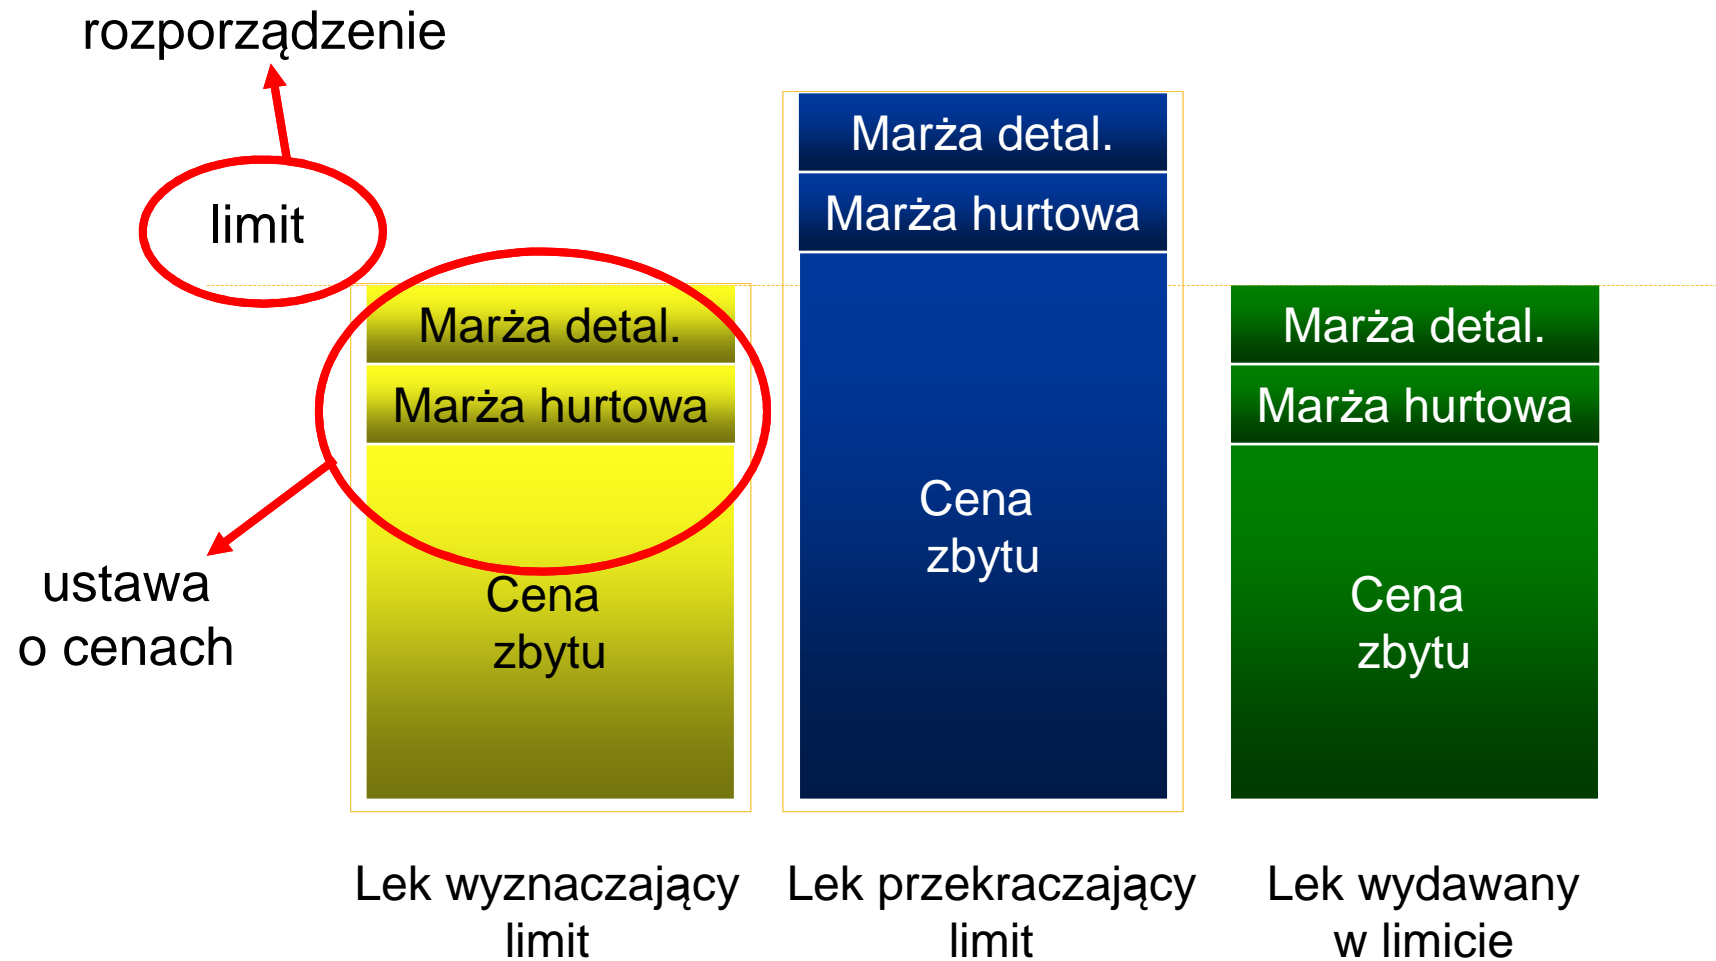 rozporządzenie
limit
ustawa
o cenach
Marża detal.
Marża hurtowa
Cena
zbytu
Lek wyznaczający
limit
Marża detal.
Marża hurtowa
Cena
zbytu
Lek przekraczający
limit
Marża detal.
Marża hurtowa
Cena
zbytu
Lek wydawany
w limicie